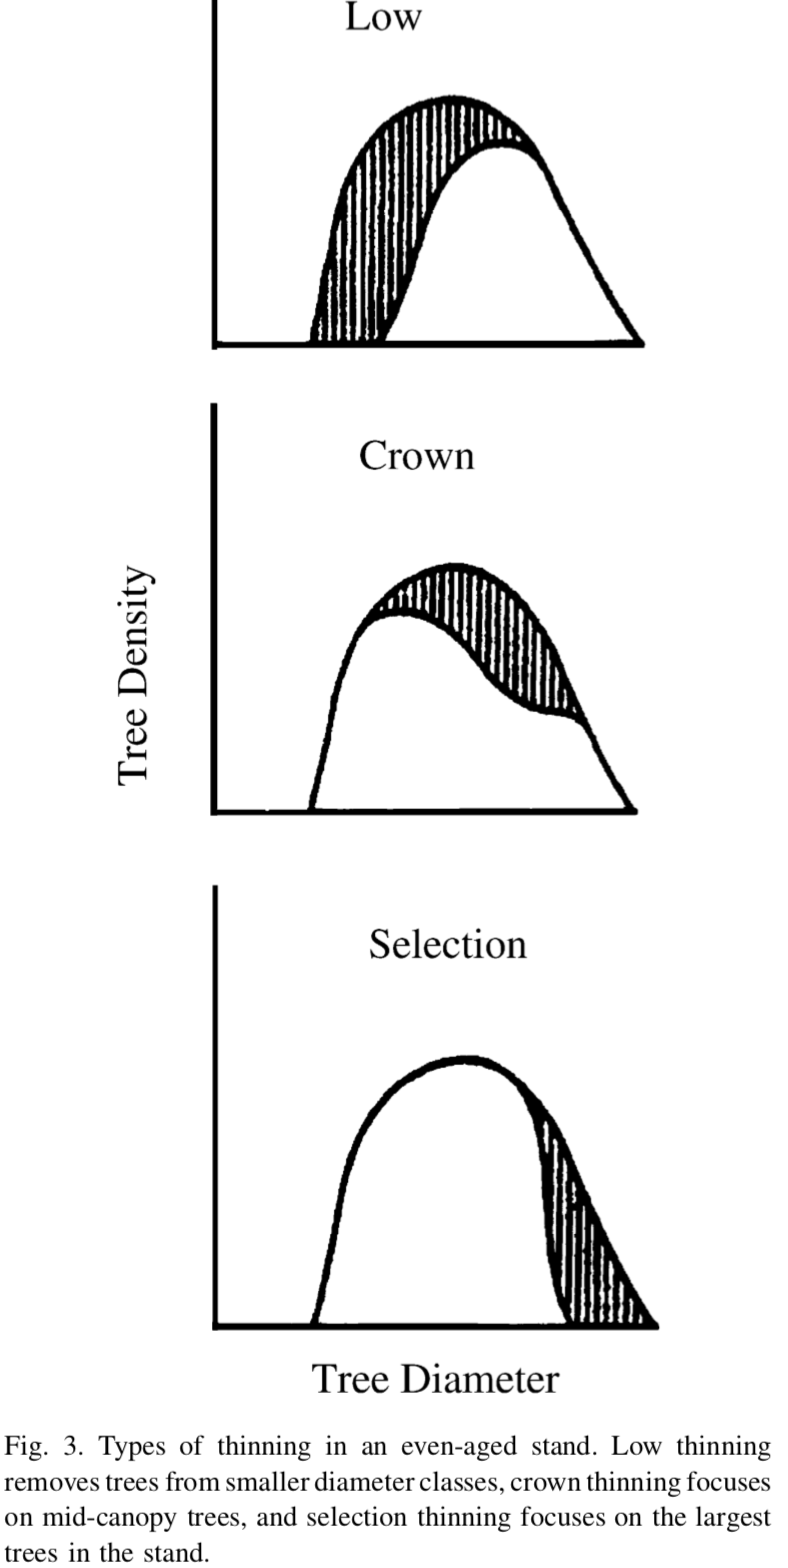 Low
Crown
Tree Density
Selection
Tree Diameter
Fig. 3. Types of thinning in an even-aged stand. Low thinning
removes trees from smaller diameter classes, crown thinning focuses
on mid-canopy trees, and selection thinning focuses on the largest
trees in the stand.